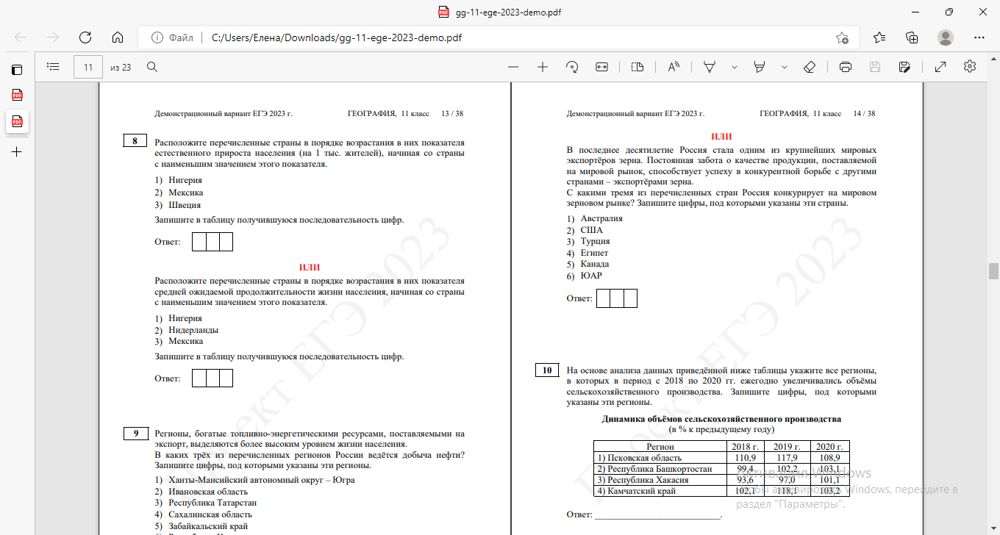 gg-11-ege-2023-demo.pdf
Файл
C:/Users/Елена/Downloads/gg-11-ege-2023-demo.pdf
11 из 23
Демонстрационный вариант ЕГЭ 2023 г. ГЕОГРАФИЯ, 11 класс 13 / 38
8 Расположите перечисленные страны в порядке возрастания в них показателя
естественного прироста населения (на 1 тыс. жителей), начиная со страны
с наименьшим значением этого показателя.
1) Нигерия
2) Мексика
3) Швеция
Запишите в таблицу получившуюся последовательность цифр.
Ответ:
ИЛИ
Расположите перечисленные страны в порядке возрастания в них показателя
средней ожидаемой продолжительности жизни населения, начиная со страны
с наименьшим значением этого показателя.
1) Нигерия
2) Нидерланды
3) Мексика
Запишите в таблицу получившуюся последовательность цифр.
Ответ:
9 Регионы, богатые топливно-энергетическими ресурсами, поставляемыми на
экспорт, выделяются более высоким уровнем жизни населения.
В каких трёх из перечисленных регионов России ведётся добыча нефти?
Запишите цифры, под которыми указаны эти регионы.
1) Ханты-Мансийский автономный округ – Югра
2) Ивановская область
3) Республика Татарстан
4) Сахалинская область
5) Забайкальский край
Демонстрационный вариант ЕГЭ 2023 г. ГЕОГРАФИЯ, 11 класс 14 / 38
ИЛИ
В последнее десятилетие Россия стала одним из крупнейших мировых
экспортёров зерна. Постоянная забота о качестве продукции, поставляемой
на мировой рынок, способствует успеху в конкурентной борьбе с другими
странами – экспортёрами зерна.
С какими тремя из перечисленных стран Россия конкурирует на мировом
зерновом рынке? Запишите цифры, под которыми указаны эти страны.
1) Австралия
2) США
3) Турция
4) Египет
5) Канада
6) ЮАР
Ответ:
10 На основе анализа данных приведённой ниже таблицы укажите все регионы,
в которых в период с 2018 по 2020 гг. ежегодно увеличивались объёмы
сельскохозяйственного производства. Запишите цифры, под которыми
указаны эти регионы.
Динамика объёмов сельскохозяйственного производства
(в % к предыдущему году)
Регион 2018 г. 2019 г. 2020 г.
1) Псковская область 110,9 117,9 108,9
2) Республика Башкортостан 99,4 102,2 103,1
3) Республика Хакасия 93,6 97,0 101,1
4) Камчатский край 102,1 118,1 103,2
Ответ: ____________________________.
Активация Windows
Чтобы активировать Windows, перейдите в
раздел "Параметры".
Проект ЕГЭ 2023
Проект ЕГЭ 2023